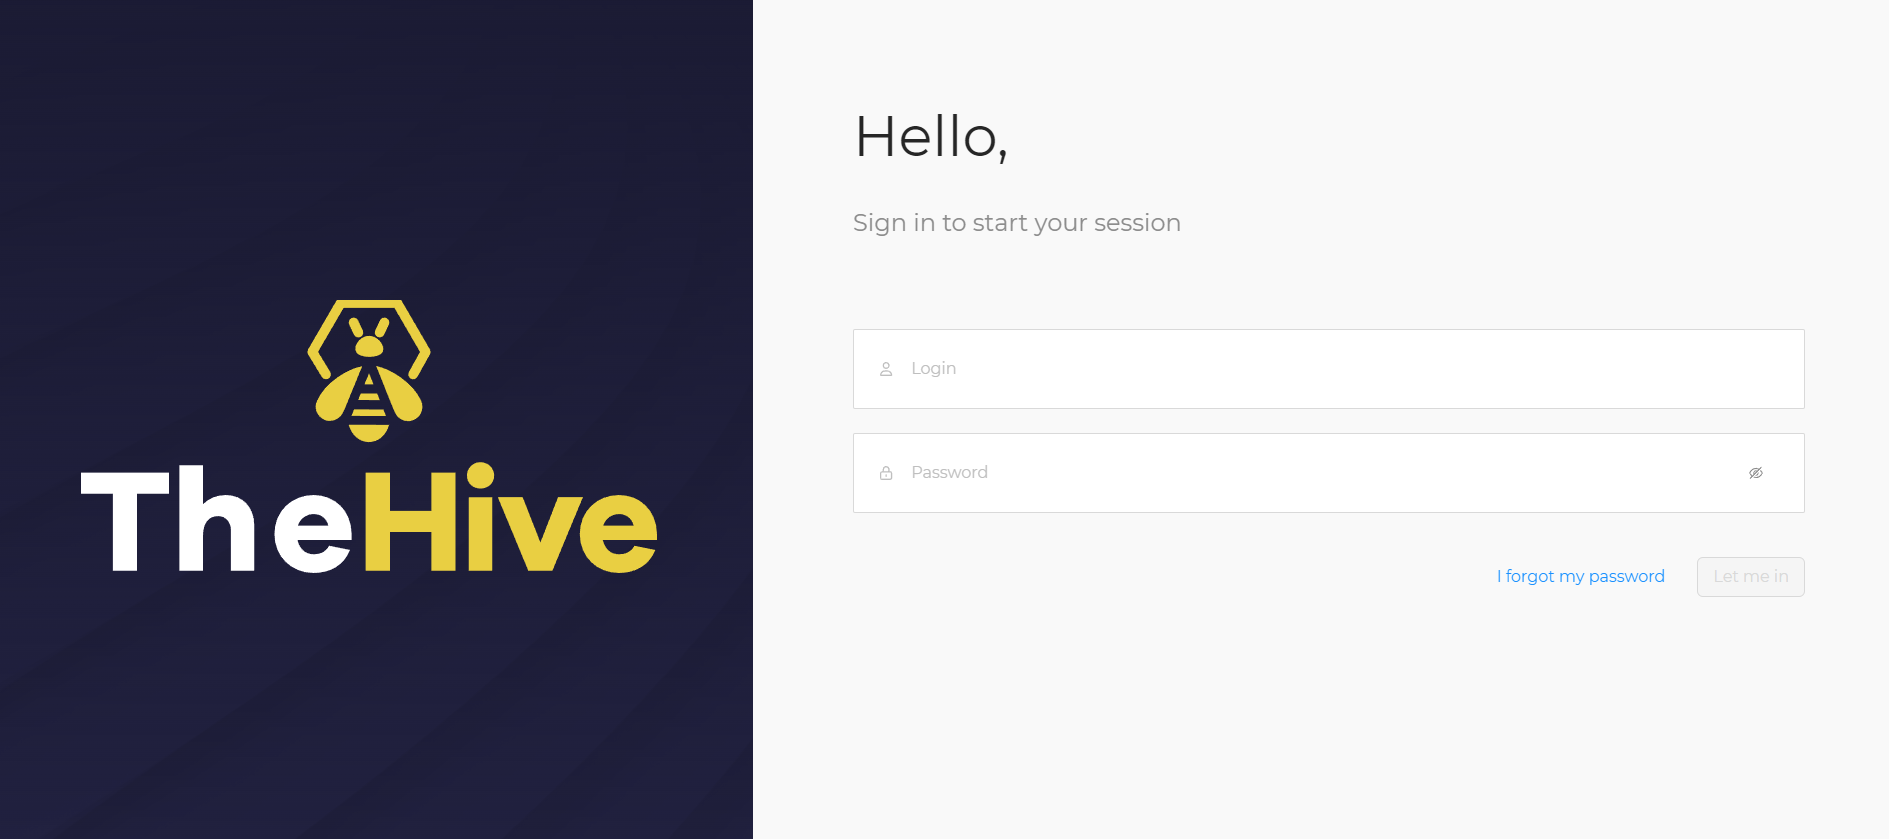 TheHive
Hello,
Sign in to start your session
Login
Password
I forgot my password
Let me in